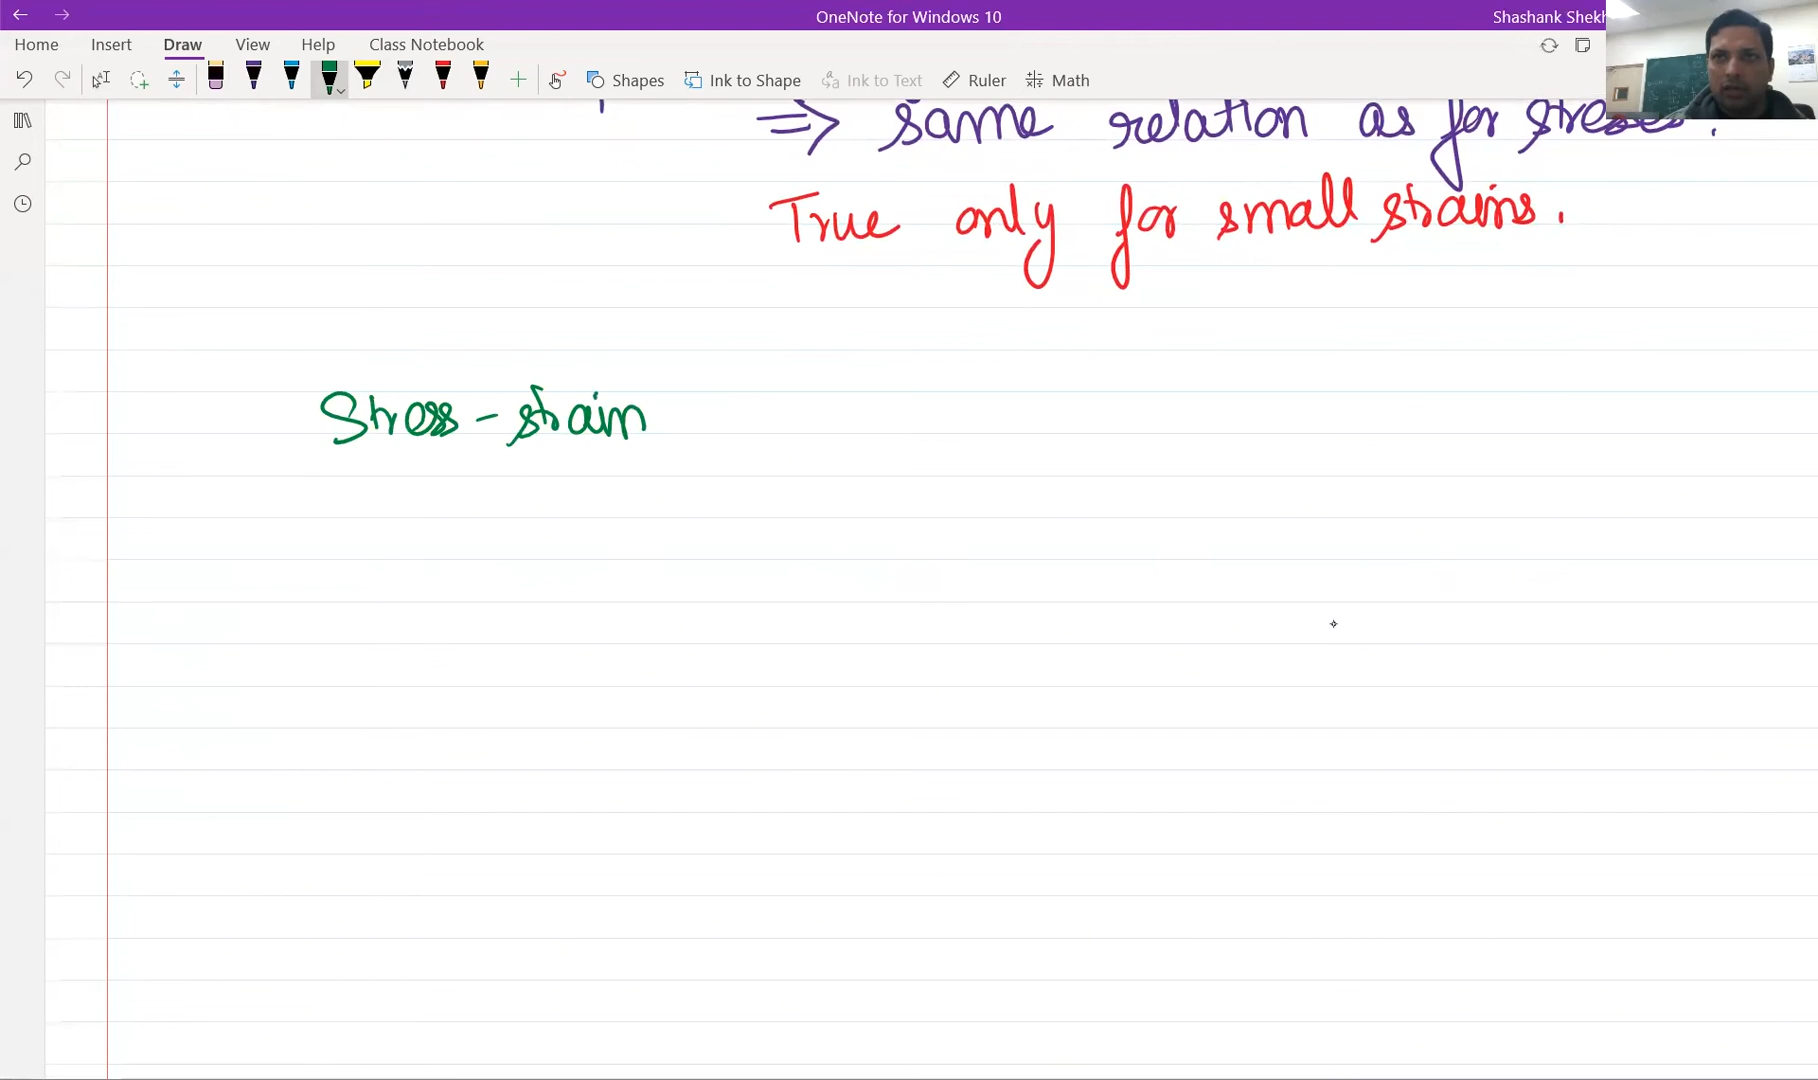 OneNote for Windows 10
Shashank Shekh
Home Insert Draw View Help Class Notebook
Shapes Ink to Shape Ink to Text Ruler Math
=> same relation as for stresses.
True only for small strains.
Stress - strain